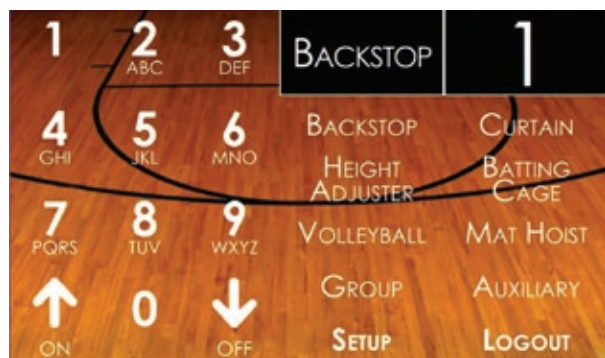 1 2 3 BACKSTOP 1
ABC DEF
4 5 6 BACKSTOP CURTAIN
GHI JKL MNO
HEIGHT ADJUSTER BATTING CAGE
7 8 9 VOLLEYBALL MAT HOIST
PQRS TUV WXYZ
0 GROUP AUXILIARY
ON OFF SETUP LOGOUT